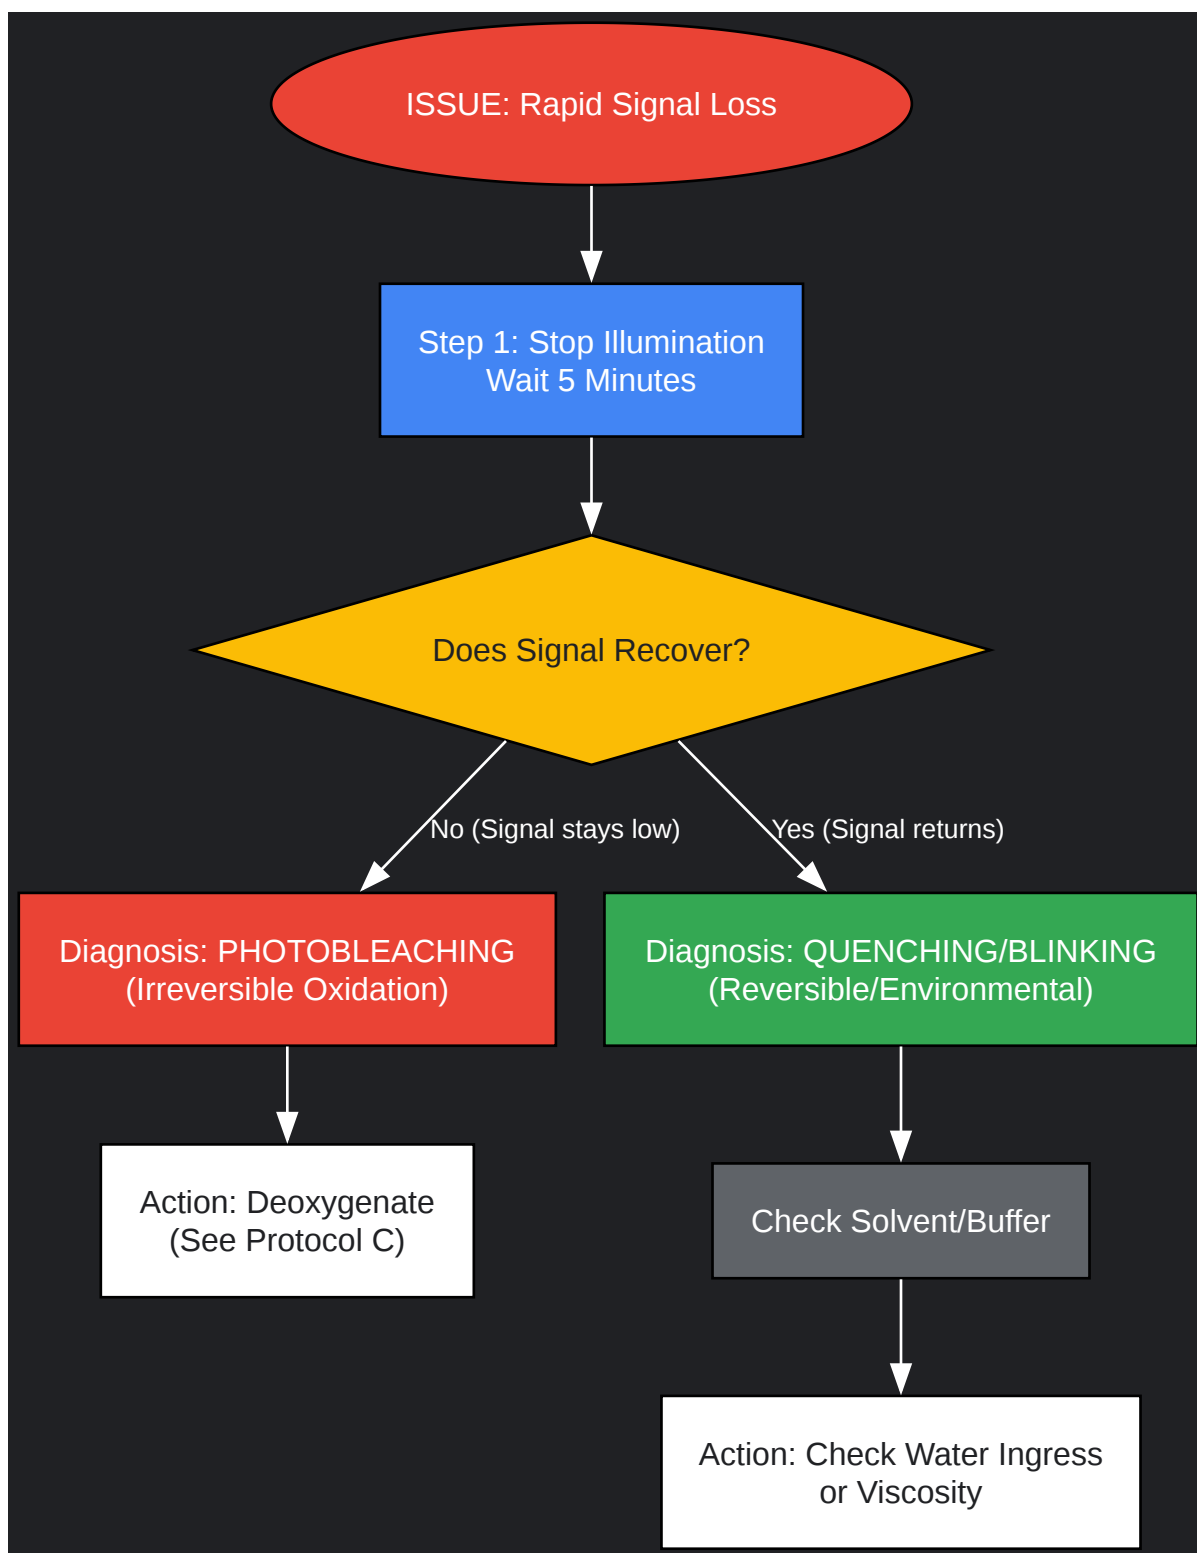 ISSUE: Rapid Signal Loss
Step 1: Stop Illumination
Wait 5 Minutes
Does Signal Recover?
No (Signal stays low)
Yes (Signal returns)
Diagnosis: PHOTOBLEACHING
(Irreversible Oxidation)
Diagnosis: QUENCHING/BLINKING
(Reversible/Environmental)
Action: Deoxygenate
(See Protocol C)
Check Solvent/Buffer
Action: Check Water Ingress
or Viscosity